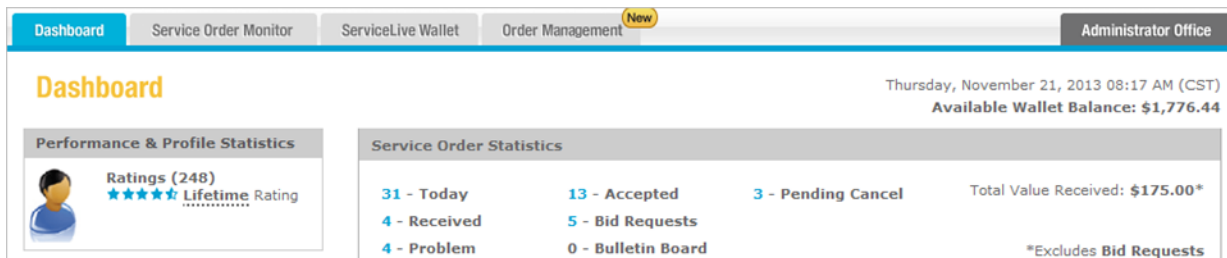 Dashboard Service Order Monitor ServiceLive Wallet Order Management New Administrator Office
Dashboard
Thursday, November 21, 2013 08:17 AM (CST)
Available Wallet Balance: $1,776.44
Performance & Profile Statistics
Ratings (248)
Lifetime Rating
Service Order Statistics
31 - Today 13 - Accepted 3 - Pending Cancel Total Value Received: $175.00*
4 - Received 5 - Bid Requests
4 - Problem 0 - Bulletin Board *Excludes Bid Requests